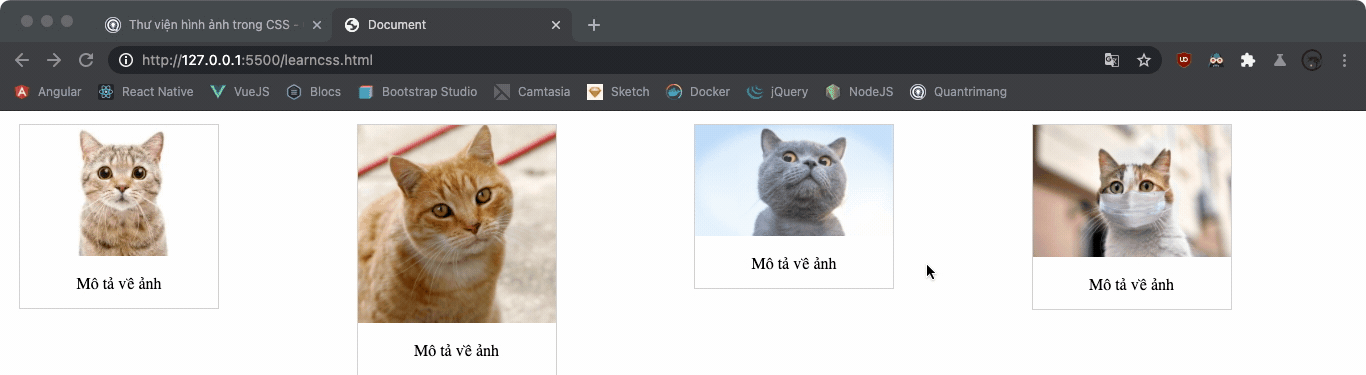 Thư viện hình ảnh trong CSS -
Document
http://127.0.0.1:5500/learncss.html
UD
Angular
React Native
VueJS
Blocs
Bootstrap Studio
Camtasia
Sketch
Docker
jQuery
NodeJS
Quantrimang
Mô tả về ảnh
Mô tả về ảnh
Mô tả về ảnh
Mô tả về ảnh